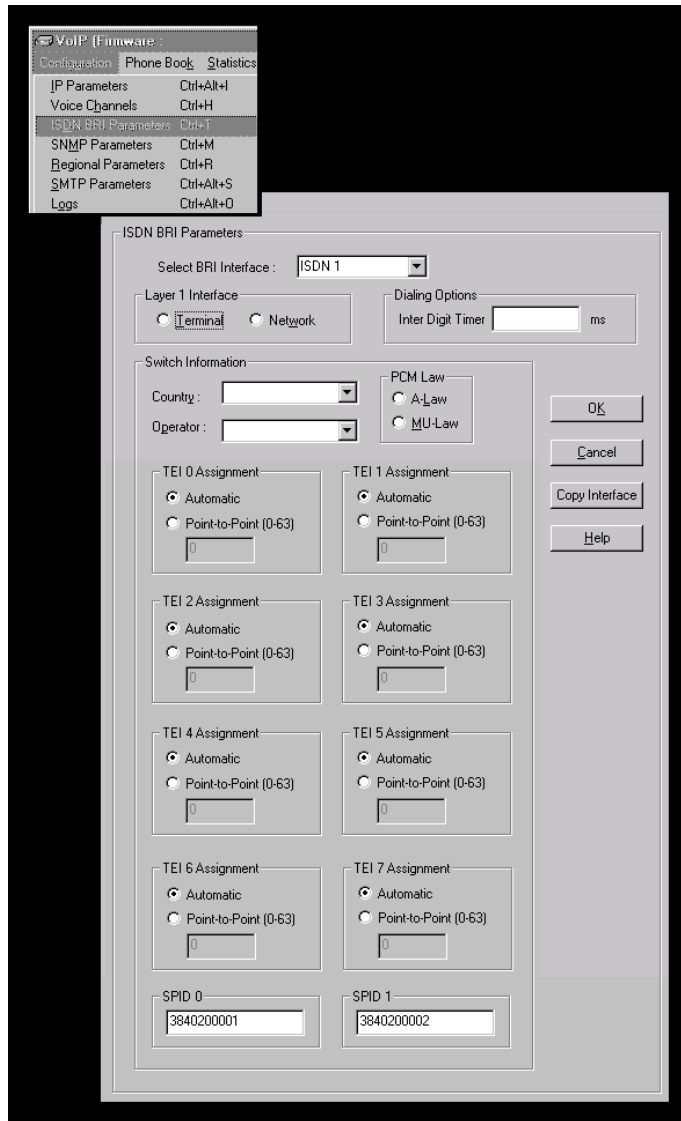 VoIP (Firmware :
Configuration Phone Book Statistics
IP Parameters Ctrl+Alt+I
Voice Channels Ctrl+H
ISDN BRI Parameters Ctrl+T
SNMP Parameters Ctrl+M
Regional Parameters Ctrl+R
SMTP Parameters Ctrl+Alt+S
Logs Ctrl+Alt+O
ISDN BRI Parameters
Select BRI Interface : ISDN 1
Layer 1 Interface
Terminal Network
Dialing Options
Inter Digit Timer ms
Switch Information
Country :
Operator :
PCM Law
A-Law
MU-Law
OK
Cancel
Copy Interface
Help
TEI 0 Assignment
Automatic
Point-to-Point (0-63)
0
TEI 1 Assignment
Automatic
Point-to-Point (0-63)
0
TEI 2 Assignment
Automatic
Point-to-Point (0-63)
0
TEI 3 Assignment
Automatic
Point-to-Point (0-63)
0
TEI 4 Assignment
Automatic
Point-to-Point (0-63)
0
TEI 5 Assignment
Automatic
Point-to-Point (0-63)
0
TEI 6 Assignment
Automatic
Point-to-Point (0-63)
0
TEI 7 Assignment
Automatic
Point-to-Point (0-63)
0
SPID 0
3840200001
SPID 1
3840200002